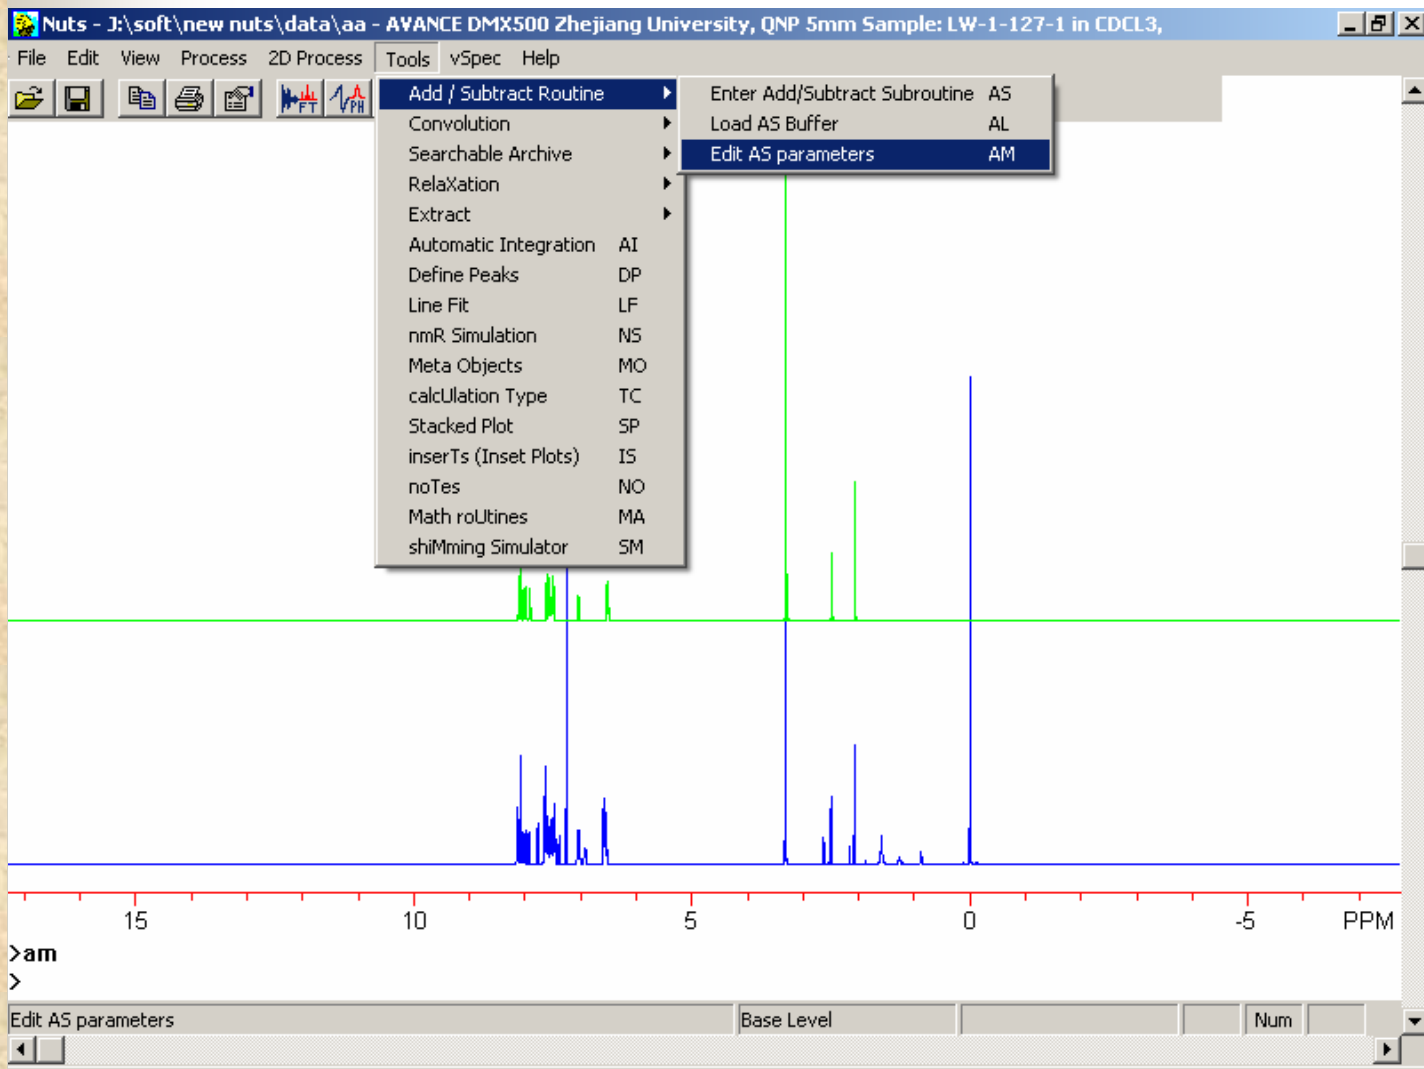 Nuts - J:\soft\new nuts\data\aa - AVANCE DMX500 Zhejiang University, QNP 5mm Sample: LW-1-127-1 in CDCL3,
File Edit View Process 2D Process Tools vSpec Help
FT PH
Add / Subtract Routine
Convolution
Searchable Archive
RelaXation
Extract
Automatic Integration AI
Define Peaks DP
Line Fit LF
nmR Simulation NS
Meta Objects MO
calcUlation Type TC
Stacked Plot SP
inserTs (Inset Plots) IS
noTes NO
Math roUtines MA
shiMming Simulator SM
Enter Add/Subtract Subroutine AS
Load AS Buffer AL
Edit AS parameters AM
15 10 5 0 -5 PPM
>am
>
Edit AS parameters Base Level Num